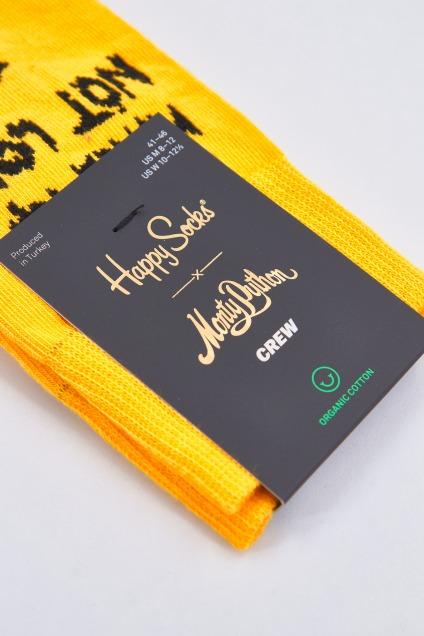 NOT
41-46
US M 8-12
US W 10-12½
Produced
in Turkey
Happy Socks®
x
Monty Python
CREW
ORGANIC COTTON